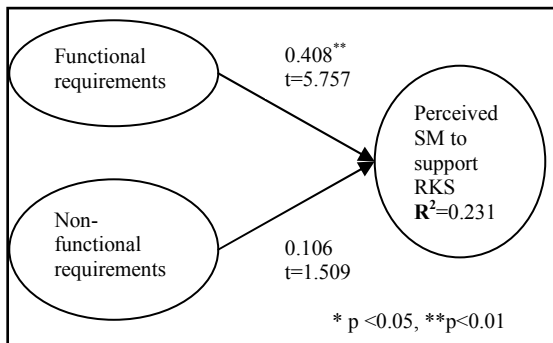 Functional
requirements
0.408**
t=5.757
Perceived
SM to
support
RKS
R²=0.231
Non-
functional
requirements
0.106
t=1.509
* p <0.05, **p<0.01